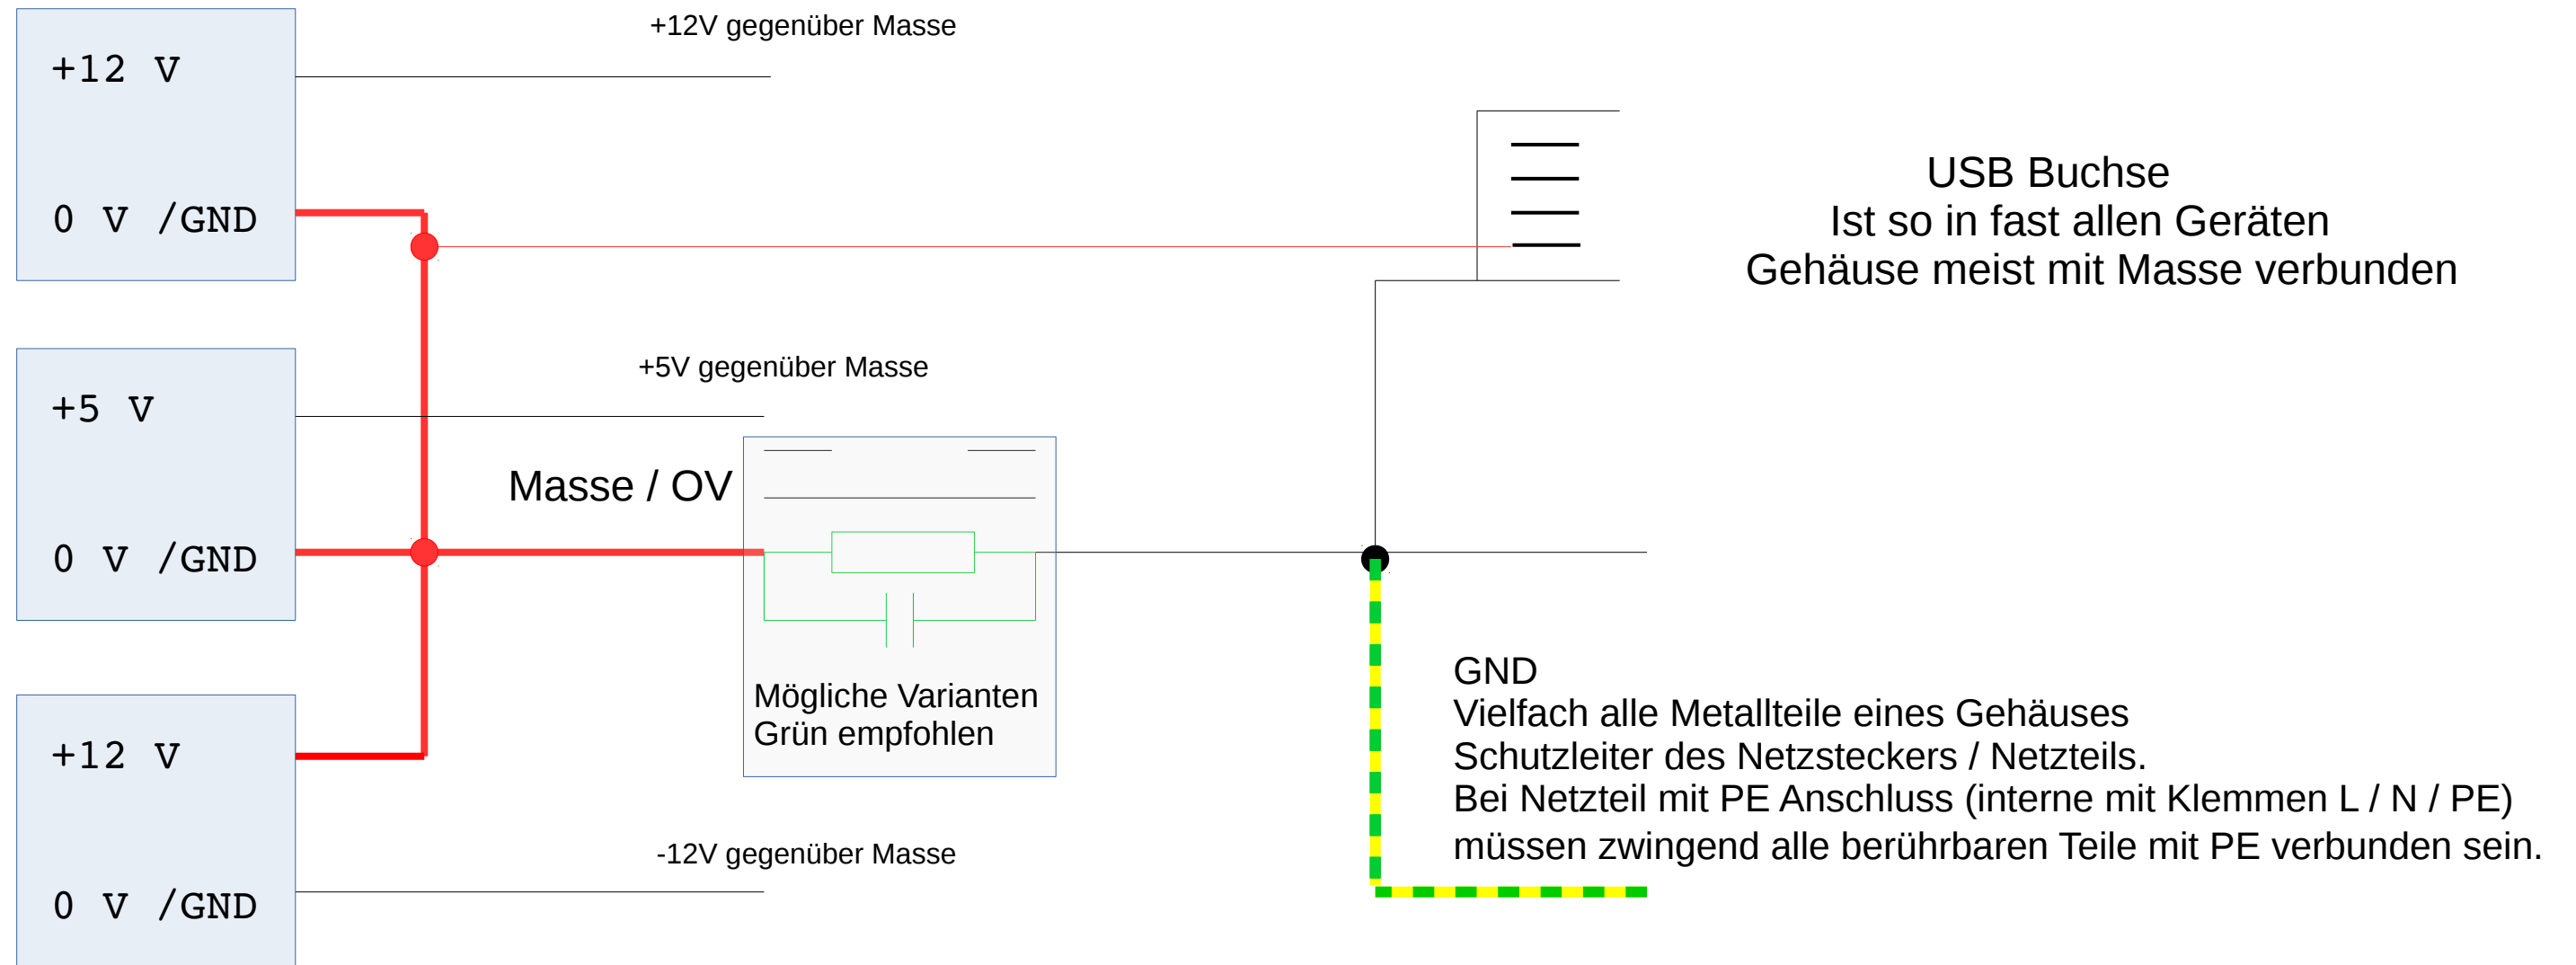 +12V gegenüber Masse
+12 V
0 V /GND
USB Buchse
Ist so in fast allen Geräten
Gehäuse meist mit Masse verbunden
+5V gegenüber Masse
+5 V
Masse / OV
0 V /GND
Mögliche Varianten
Grün empfohlen
GND
Vielfach alle Metallteile eines Gehäuses
Schutzleiter des Netzsteckers / Netzteils.
Bei Netzteil mit PE Anschluss (interne mit Klemmen L / N / PE)
müssen zwingend alle berührbaren Teile mit PE verbunden sein.
+12 V
-12V gegenüber Masse
0 V /GND